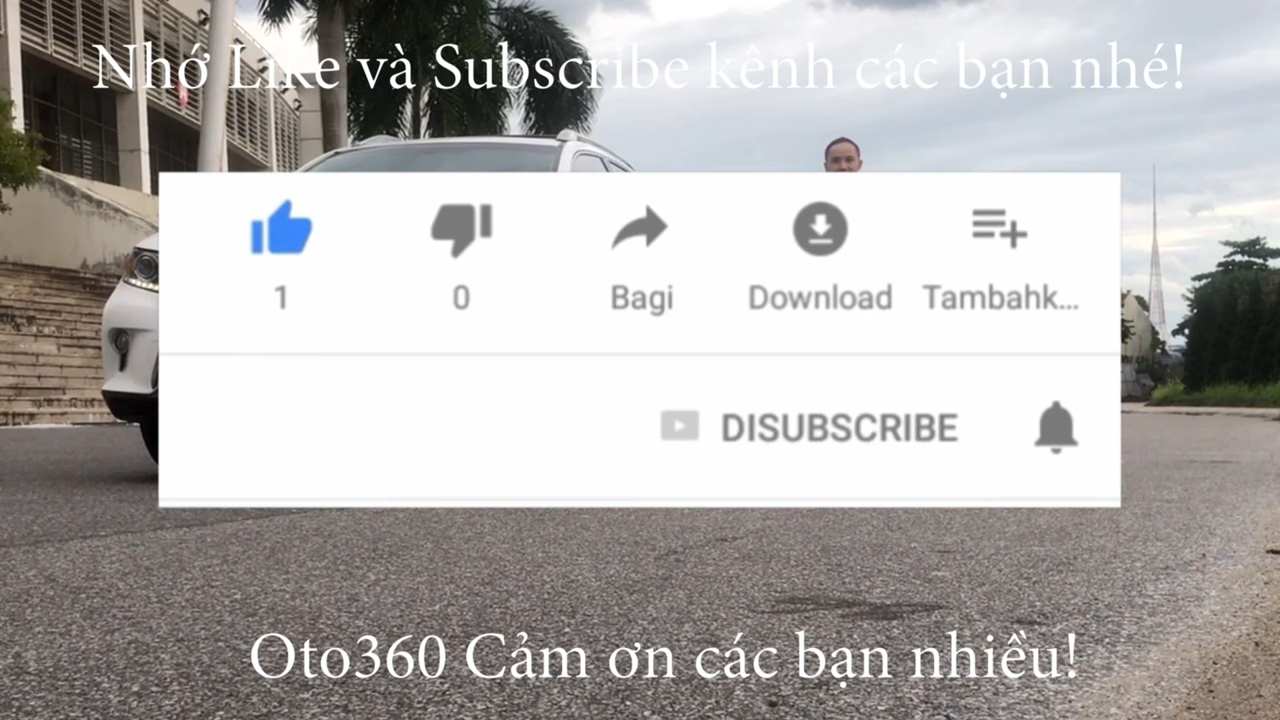 Nhớ Like và Subscribe kênh các bạn nhé!
1 0 Bagi Download Tambahk...
DISUBSCRIBE
Oto360 Cảm ơn các bạn nhiều!